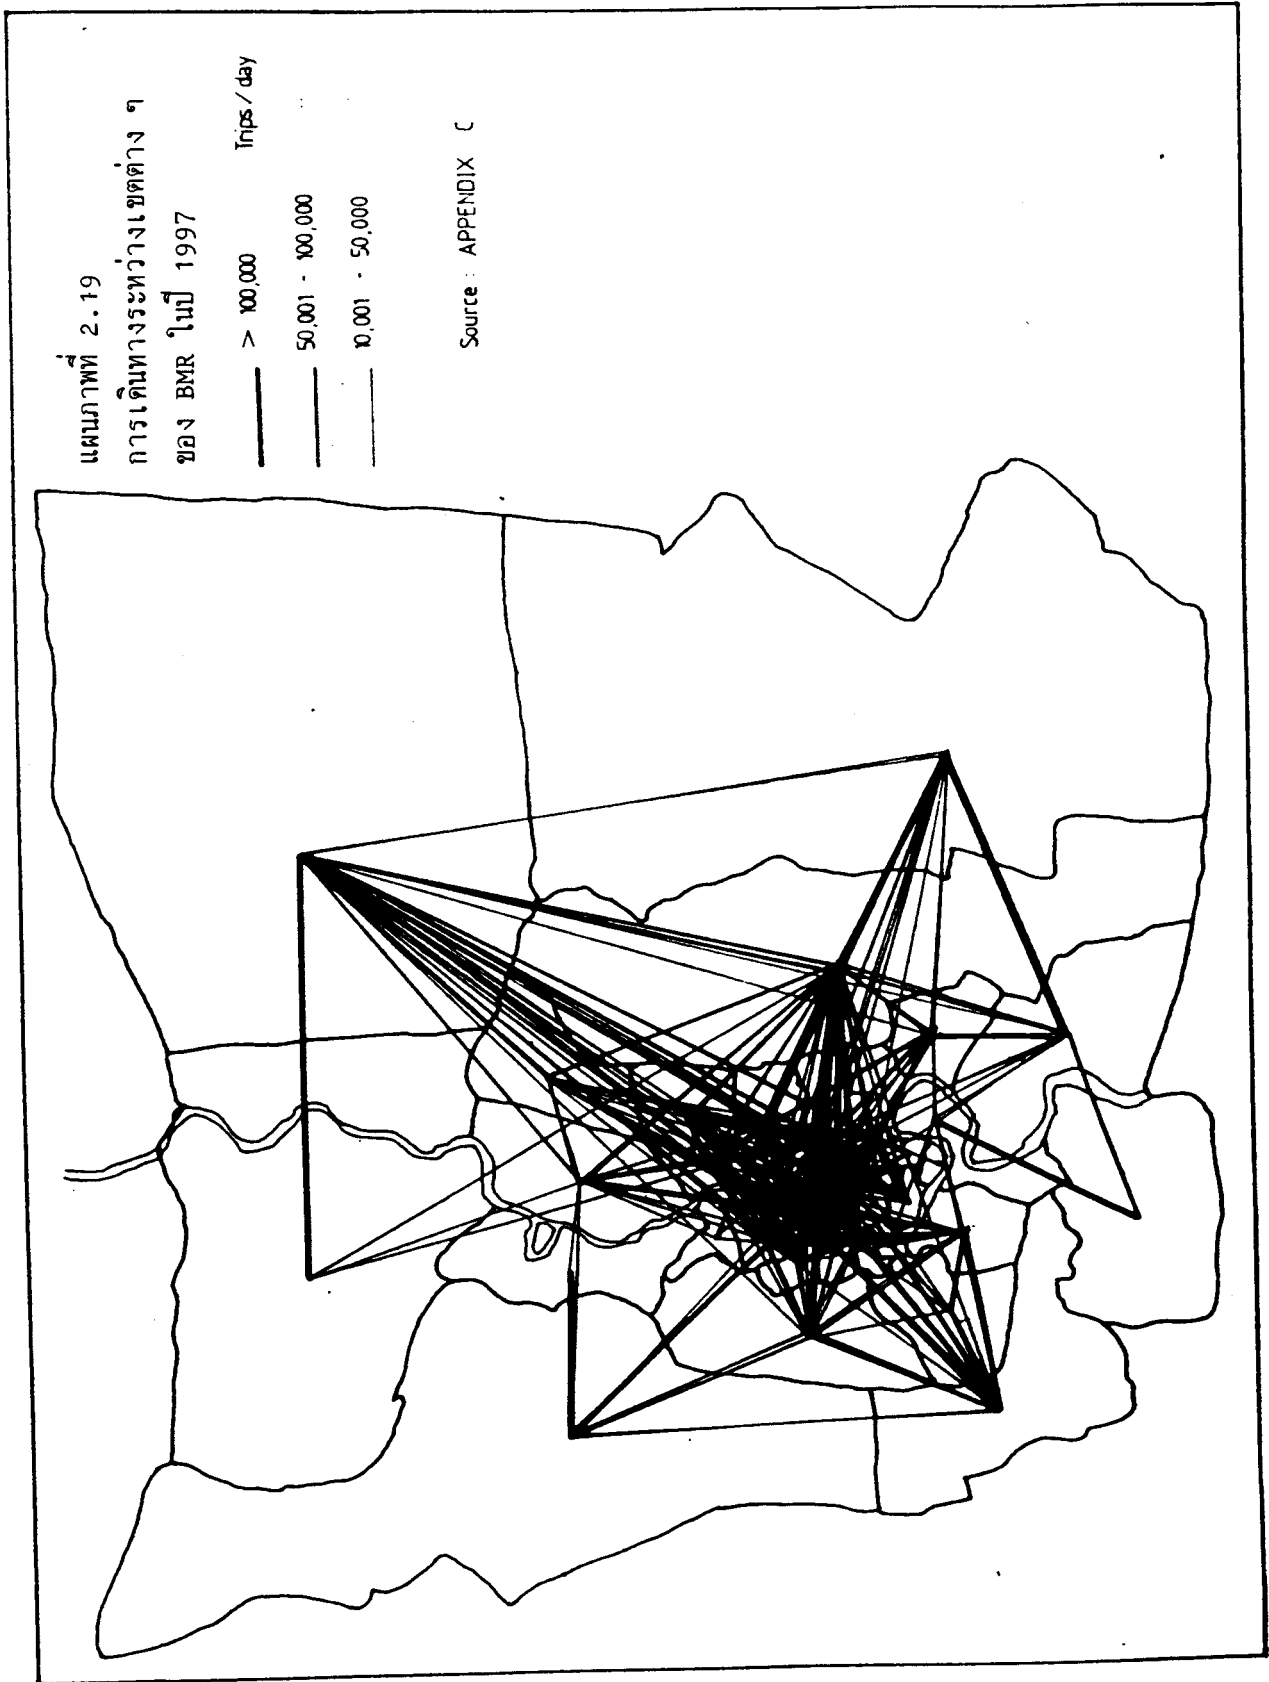 แผนภาพที่ 2.19
การเดินทางระหว่างเขตต่าง ๆ
ของ BMR ในปี 1997
> 100,000 Trips / day
50,001 - 100,000
10,001 - 50,000
Source : APPENDIX C